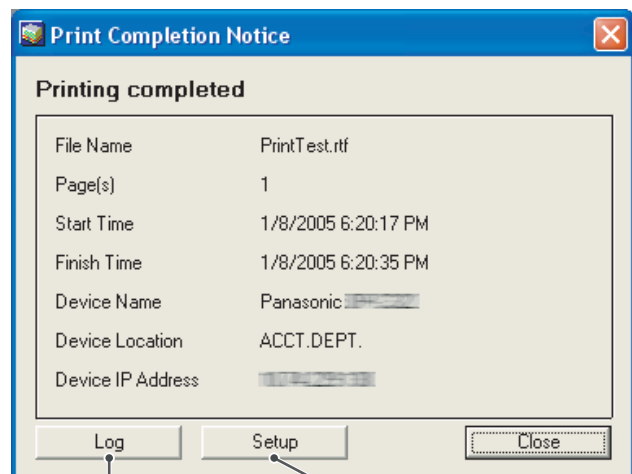 Print Completion Notice
Printing completed
File Name PrintTest.rtf
Page(s) 1
Start Time 1/8/2005 6:20:17 PM
Finish Time 1/8/2005 6:20:35 PM
Device Name Panasonic
Device Location ACCT.DEPT.
Device IP Address
Log Setup Close